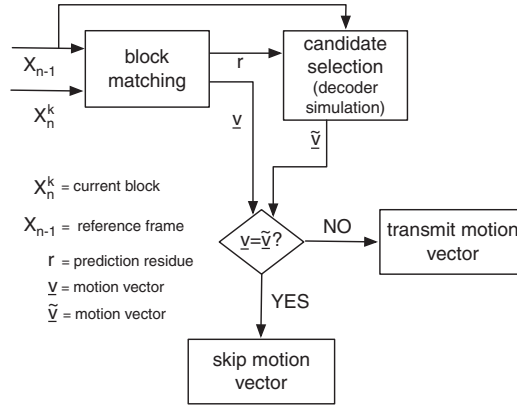 block
matching
candidate
selection
(decoder
simulation)
X_{n-1}
r
X_n^k
v
ṽ
X_n^k = current block
X_{n-1} = reference frame
r = prediction residue
v = motion vector
ṽ = motion vector
v=ṽ?
NO
transmit motion
vector
YES
skip motion
vector